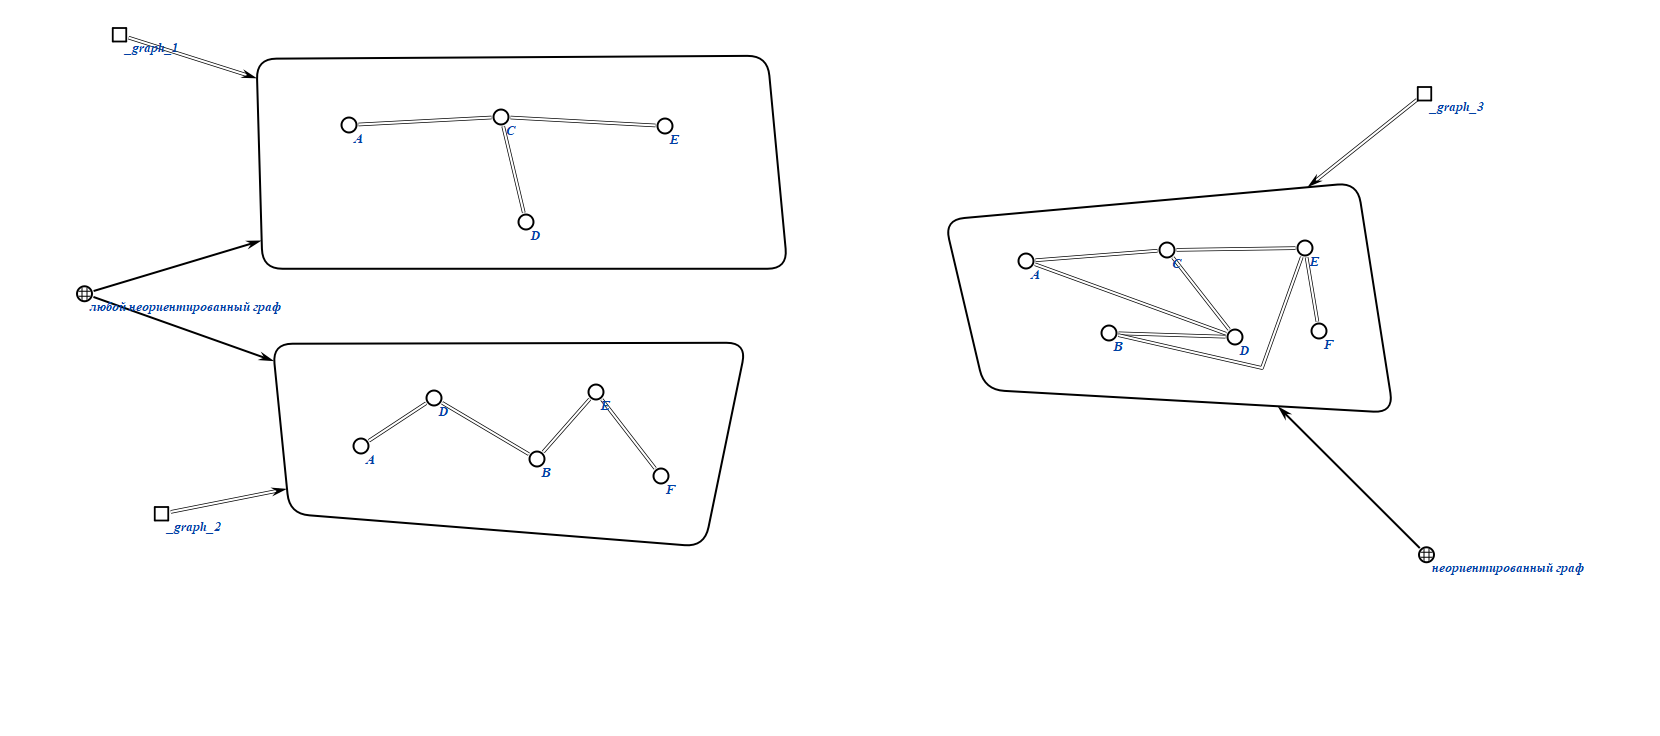 _graph_1
A
C
E
D
любой неориентированный граф
D
E
A
B
F
_graph_2
_graph_3
A
C
E
B
D
F
неориентированный граф